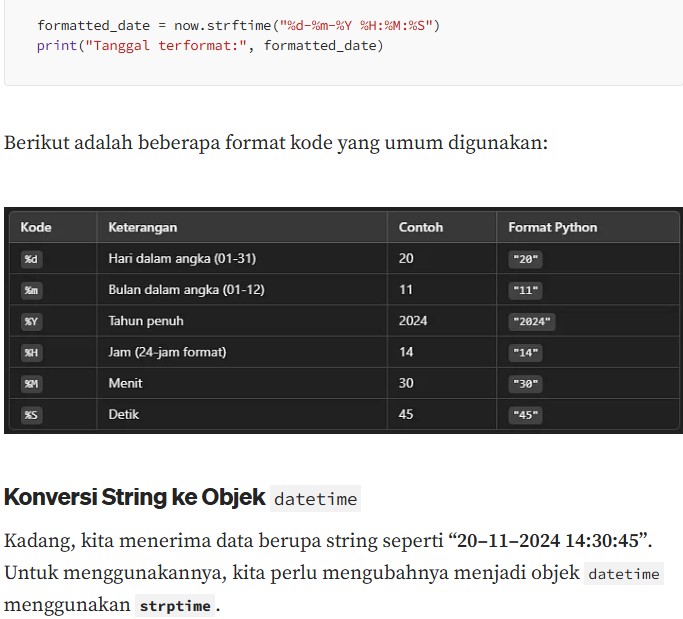 formatted_date = now.strftime("%d-%m-%Y %H:%M:%S")
print("Tanggal terformat:", formatted_date)
Berikut adalah beberapa format kode yang umum digunakan:
Kode Keterangan Contoh Format Python
%d Hari dalam angka (01-31) 20 "20"
%m Bulan dalam angka (01-12) 11 "11"
%Y Tahun penuh 2024 "2024"
%H Jam (24-jam format) 14 "14"
%M Menit 30 "30"
%S Detik 45 "45"
Konversi String ke Objek datetime
Kadang, kita menerima data berupa string seperti “20–11–2024 14:30:45”.
Untuk menggunakannya, kita perlu mengubahnya menjadi objek datetime
menggunakan strptime.